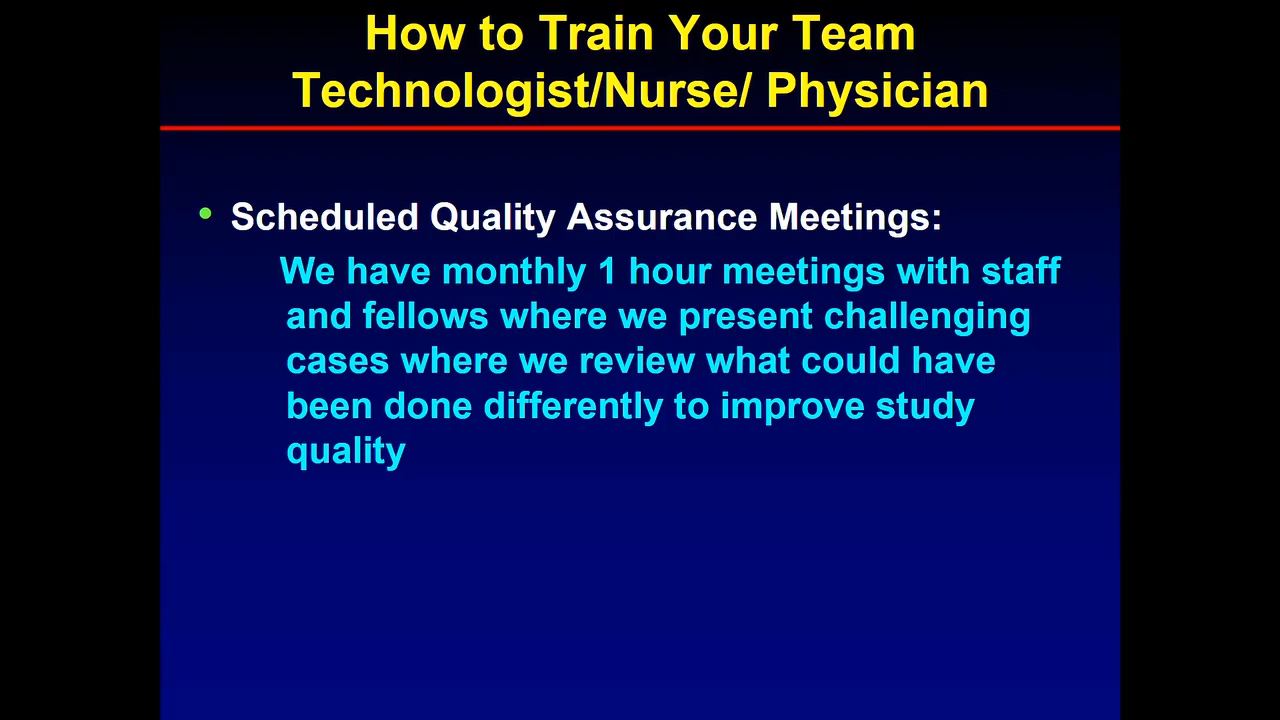 How to Train Your Team
Technologist/Nurse/ Physician
• Scheduled Quality Assurance Meetings:
We have monthly 1 hour meetings with staff
and fellows where we present challenging
cases where we review what could have
been done differently to improve study
quality